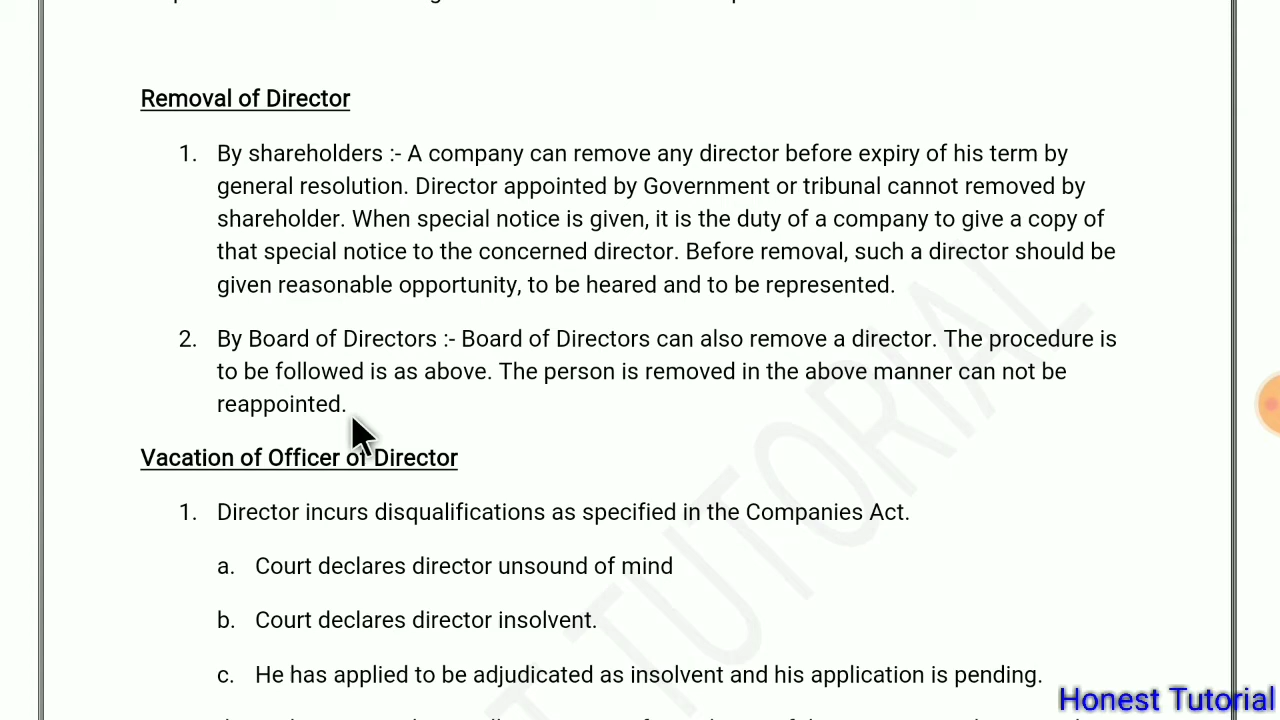 Removal of Director
1. By shareholders :- A company can remove any director before expiry of his term by
general resolution. Director appointed by Government or tribunal cannot removed by
shareholder. When special notice is given, it is the duty of a company to give a copy of
that special notice to the concerned director. Before removal, such a director should be
given reasonable opportunity, to be heared and to be represented.
2. By Board of Directors :- Board of Directors can also remove a director. The procedure is
to be followed is as above. The person is removed in the above manner can not be
reappointed.
Vacation of Officer of Director
1. Director incurs disqualifications as specified in the Companies Act.
a. Court declares director unsound of mind
b. Court declares director insolvent.
c. He has applied to be adjudicated as insolvent and his application is pending.
TUTORIAL
Honest Tutorial